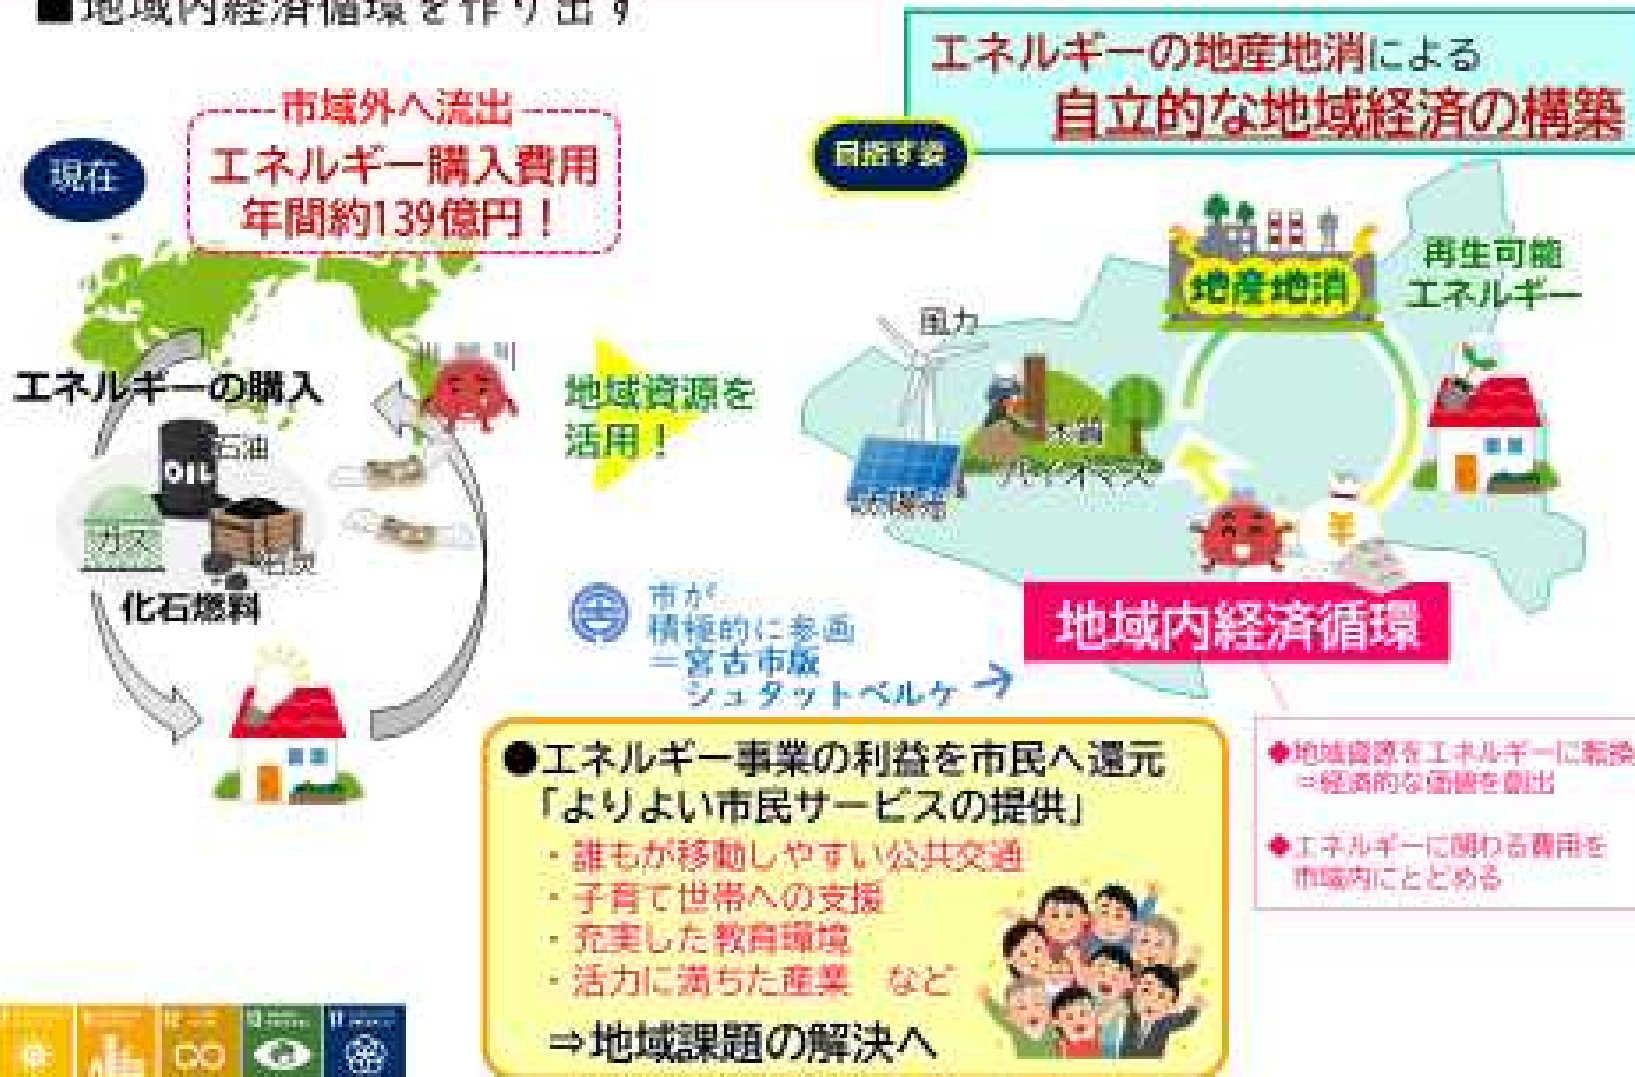 ■地域内経済循環を作り出す
エネルギーの地産地消による
自立的な地域経済の構築
市域外へ流出
エネルギー購入費用
年間約139億円！
現在
目指す姿
地産地消
再生可能
エネルギー
風力
エネルギーの購入
地域資源を
活用！
石油
OIL
ガス
石炭
化石燃料
木質
バイオマス
太陽光
市が
積極的に参画
＝宮古市版
シュタットベルケ →
地域内経済循環
●エネルギー事業の利益を市民へ還元
「よりよい市民サービスの提供」
・誰もが移動しやすい公共交通
・子育て世帯への支援
・充実した教育環境
・活力に満ちた産業　など
⇒地域課題の解決へ
◆地域資源をエネルギーに転換
⇒経済的な価値を創出
◆エネルギーに関わる費用を
市域内にとどめる